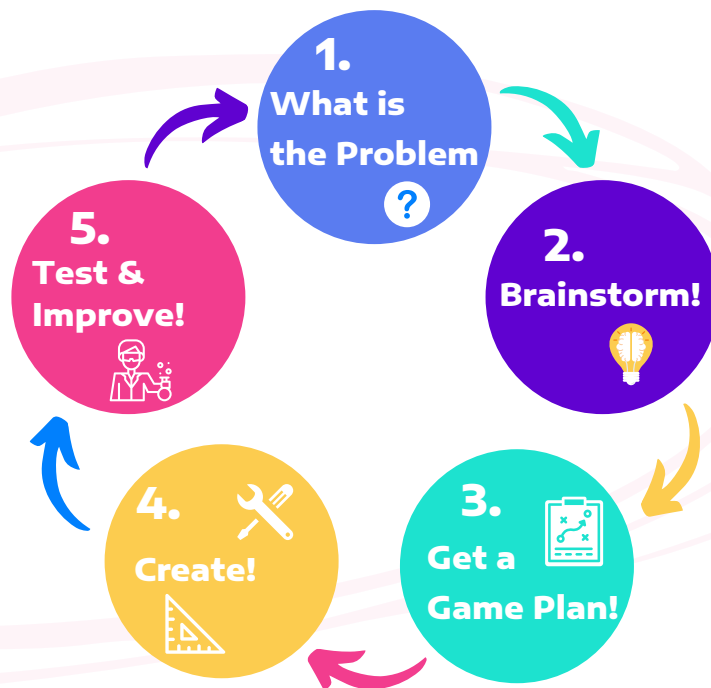 1.
What is
the Problem
?
2.
Brainstorm!
3.
Get a
Game Plan!
4.
Create!
5.
Test &
Improve!